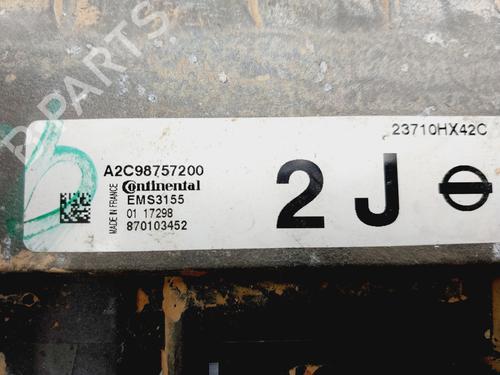 B-PARTS
23710HX42C
A2C98757200
Continental
EMS3155
01 17298
870103452
MADE IN FRANCE
2 J